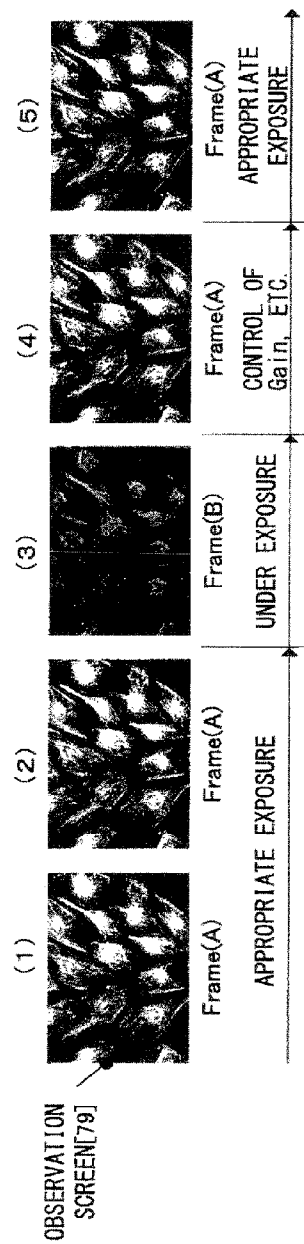 OBSERVATION
SCREEN[79]
(1)
(2)
(3)
(4)
(5)
Frame(A)
Frame(A)
Frame(B)
Frame(A)
Frame(A)
APPROPRIATE EXPOSURE
UNDER EXPOSURE
CONTROL OF
Gain, ETC.
APPROPRIATE
EXPOSURE